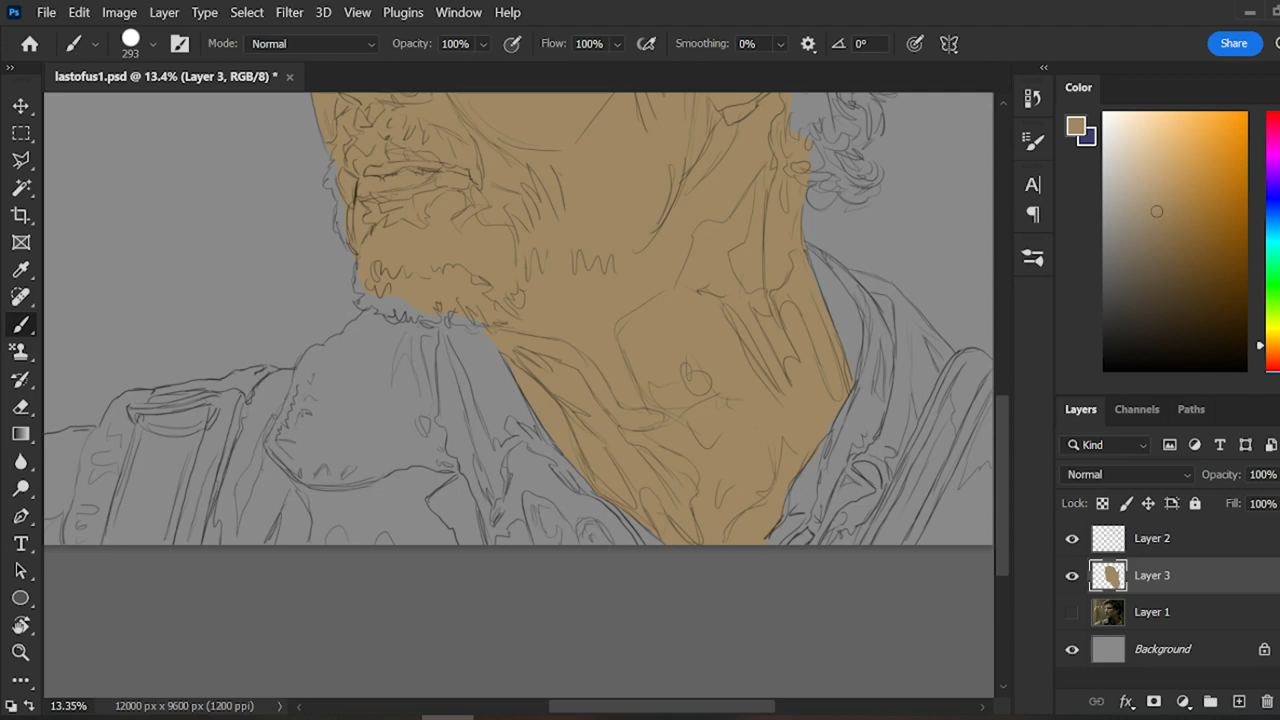 Ps File Edit Image Layer Type Select Filter 3D View Plugins Window Help
293 Mode: Normal Opacity: 100% Flow: 100% Smoothing: 0% 0° Share
lastofus1.psd @ 13.4% (Layer 3, RGB/8) *
Color
Layers Channels Paths
Kind
Normal Opacity: 100%
Lock: Fill: 100%
Layer 2
Layer 3
Layer 1
Background
13.35% 12000 px x 9600 px (1200 ppi)